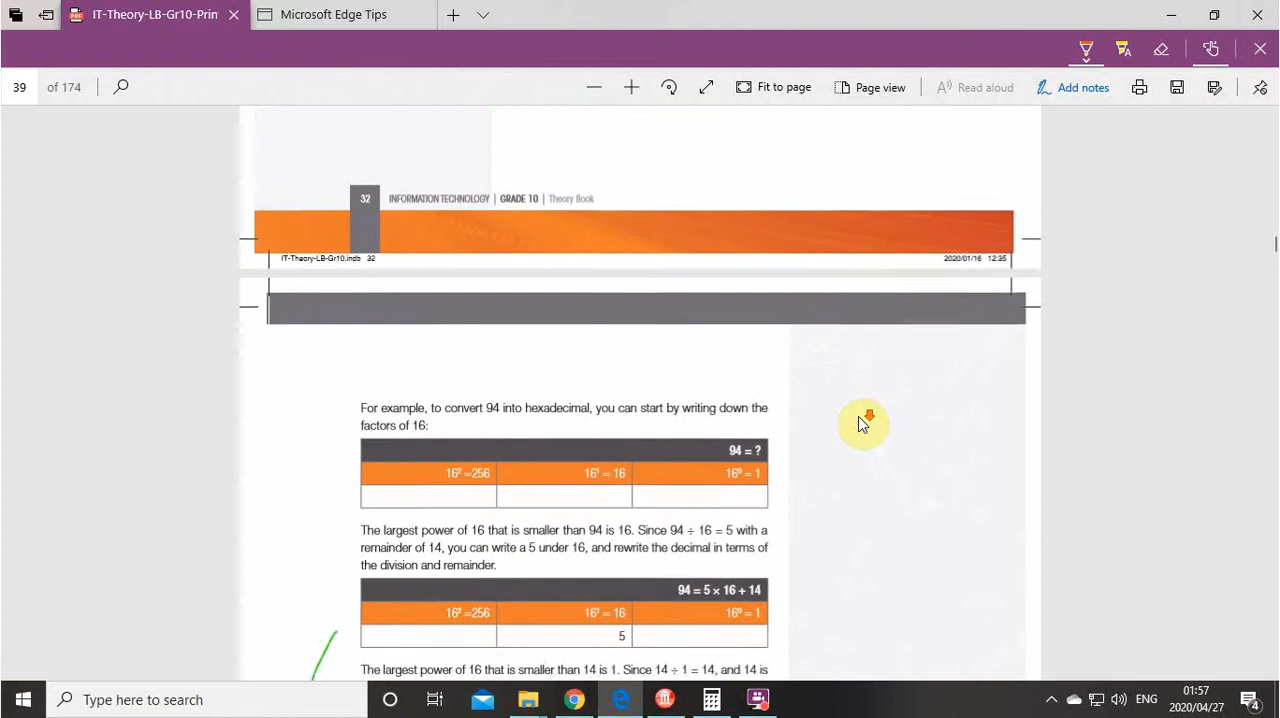 IT-Theory-LB-Gr10-Prin
Microsoft Edge Tips
39 of 174
Fit to page
Page view
Read aloud
Add notes
32 INFORMATION TECHNOLOGY | GRADE 10 | Theory Book
IT-Theory-LB-Gr10.indb 32
2020/01/16 12:35
For example, to convert 94 into hexadecimal, you can start by writing down the
factors of 16:
94 = ?
16² =256 16¹ = 16 16⁰ = 1
The largest power of 16 that is smaller than 94 is 16. Since 94 ÷ 16 = 5 with a
remainder of 14, you can write a 5 under 16, and rewrite the decimal in terms of
the division and remainder.
94 = 5 × 16 + 14
16² =256 16¹ = 16 16⁰ = 1
5
The largest power of 16 that is smaller than 14 is 1. Since 14 ÷ 1 = 14, and 14 is
Type here to search
ENG
01:57
2020/04/27
4